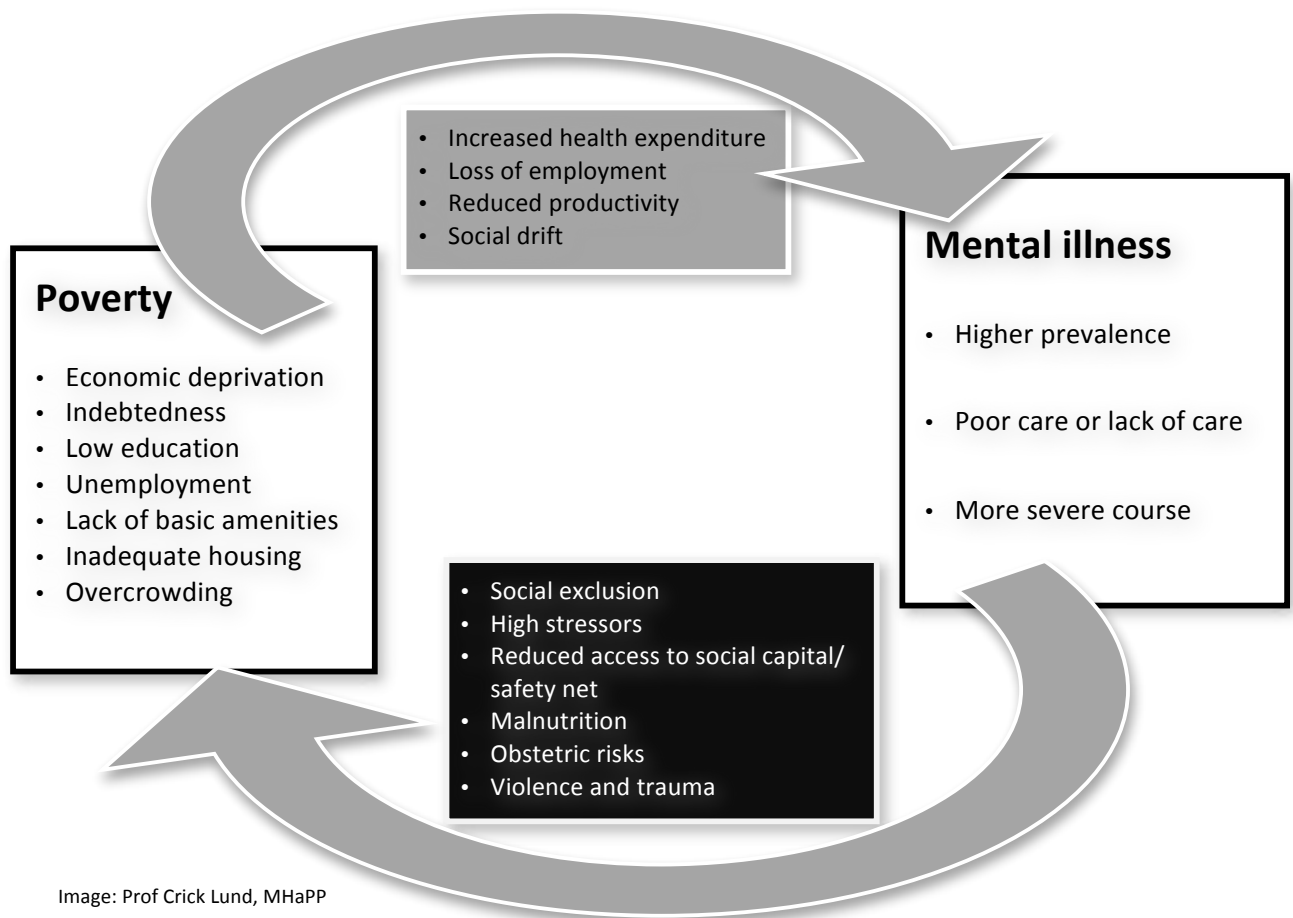 • Increased health expenditure
• Loss of employment
• Reduced productivity
• Social drift
Poverty
• Economic deprivation
• Indebtedness
• Low education
• Unemployment
• Lack of basic amenities
• Inadequate housing
• Overcrowding
Mental illness
• Higher prevalence
• Poor care or lack of care
• More severe course
• Social exclusion
• High stressors
• Reduced access to social capital/
safety net
• Malnutrition
• Obstetric risks
• Violence and trauma
Image: Prof Crick Lund, MHaPP